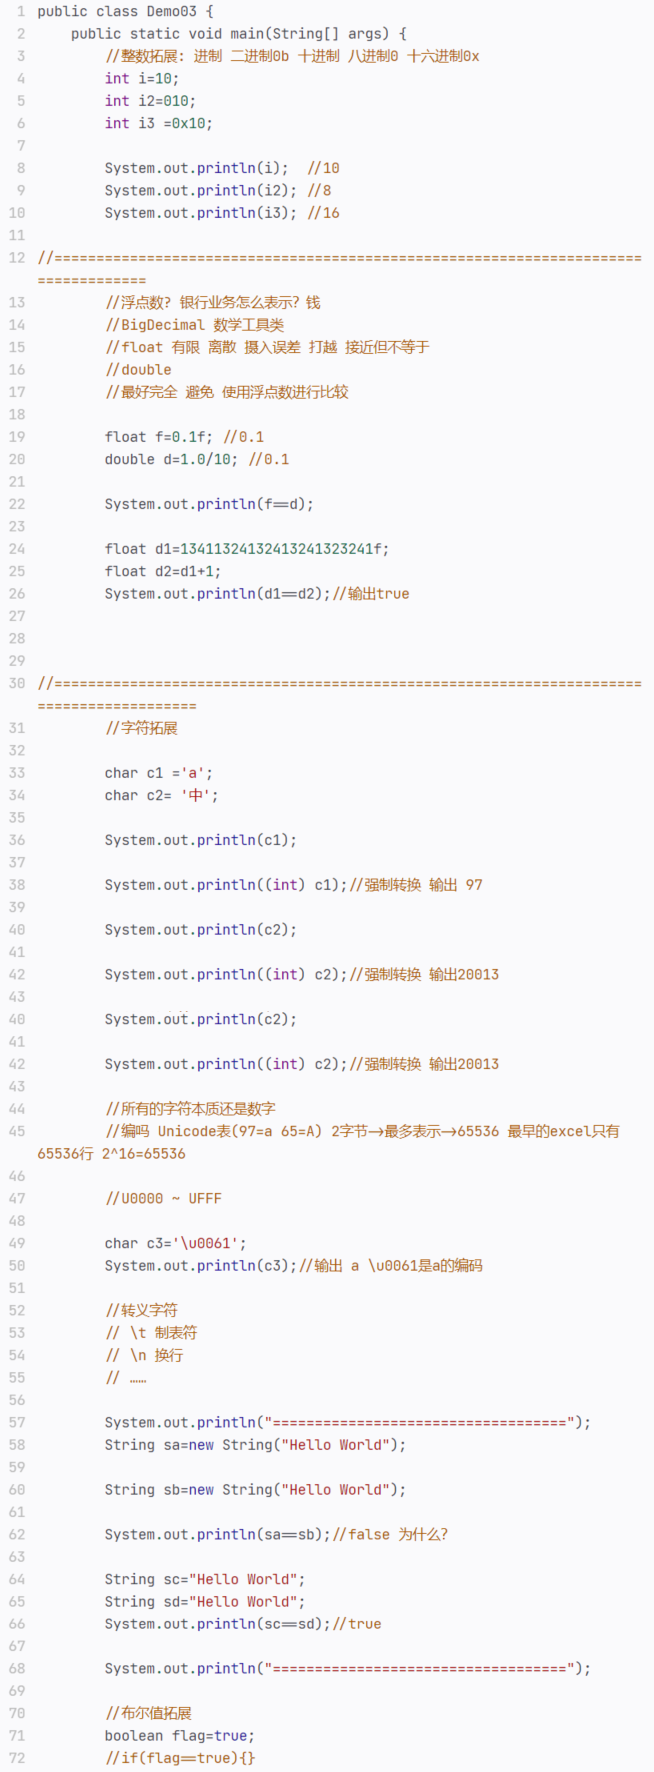 1 public class Demo03 {
2 public static void main(String[] args) {
3 //整数拓展: 进制 二进制0b 十进制 八进制0 十六进制0x
4 int i=10;
5 int i2=010;
6 int i3 =0x10;
7
8 System.out.println(i); //10
9 System.out.println(i2); //8
10 System.out.println(i3); //16
11
12 //======================================================================
=============
13 //浮点数? 银行业务怎么表示? 钱
14 //BigDecimal 数学工具类
15 //float 有限 离散 摄入误差 打越 接近但不等于
16 //double
17 //最好完全 避免 使用浮点数进行比较
18
19 float f=0.1f; //0.1
20 double d=1.0/10; //0.1
21
22 System.out.println(f==d);
23
24 float d1=13411324132413241323241f;
25 float d2=d1+1;
26 System.out.println(d1==d2);//输出true
27
28
29
30 //======================================================================
===================
31 //字符拓展
32
33 char c1 ='a';
34 char c2= '中';
35
36 System.out.println(c1);
37
38 System.out.println((int) c1);//强制转换 输出 97
39
40 System.out.println(c2);
41
42 System.out.println((int) c2);//强制转换 输出20013
43
40 System.out.println(c2);
41
42 System.out.println((int) c2);//强制转换 输出20013
43
44 //所有的字符本质还是数字
45 //编吗 Unicode表(97=a 65=A) 2字节→最多表示→65536 最早的excel只有
65536行 2^16=65536
46
47 //U0000 ~ UFFF
48
49 char c3='\u0061';
50 System.out.println(c3);//输出 a \u0061是a的编码
51
52 //转义字符
53 // \t 制表符
54 // \n 换行
55 // ……
56
57 System.out.println("===================================");
58 String sa=new String("Hello World");
59
60 String sb=new String("Hello World");
61
62 System.out.println(sa==sb);//false 为什么?
63
64 String sc="Hello World";
65 String sd="Hello World";
66 System.out.println(sc==sd);//true
67
68 System.out.println("===================================");
69
70 //布尔值拓展
71 boolean flag=true;
72 //if(flag==true){}